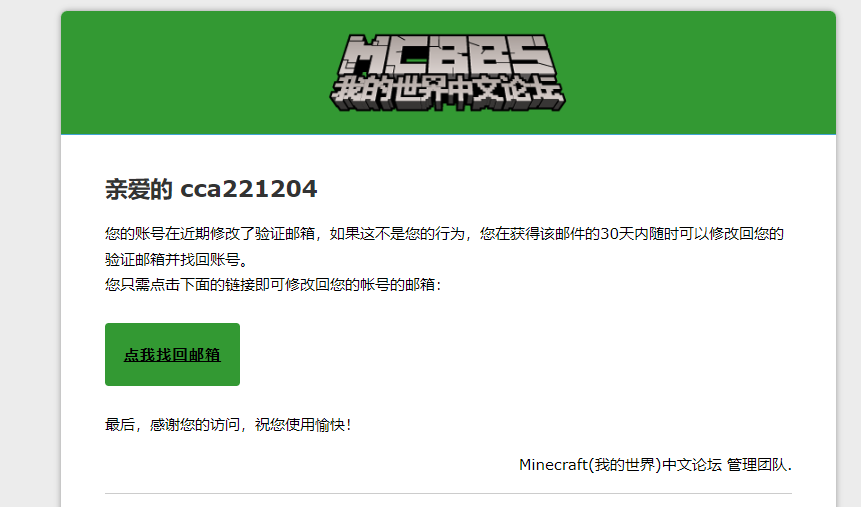 MCBBS
我的世界中文论坛
亲爱的 cca221204
您的账号在近期修改了验证邮箱，如果这不是您的行为，您在获得该邮件的30天内随时可以修改回您的
验证邮箱并找回账号。
您只需点击下面的链接即可修改回您的帐号的邮箱：
点我找回邮箱
最后，感谢您的访问，祝您使用愉快！
Minecraft(我的世界)中文论坛 管理团队.